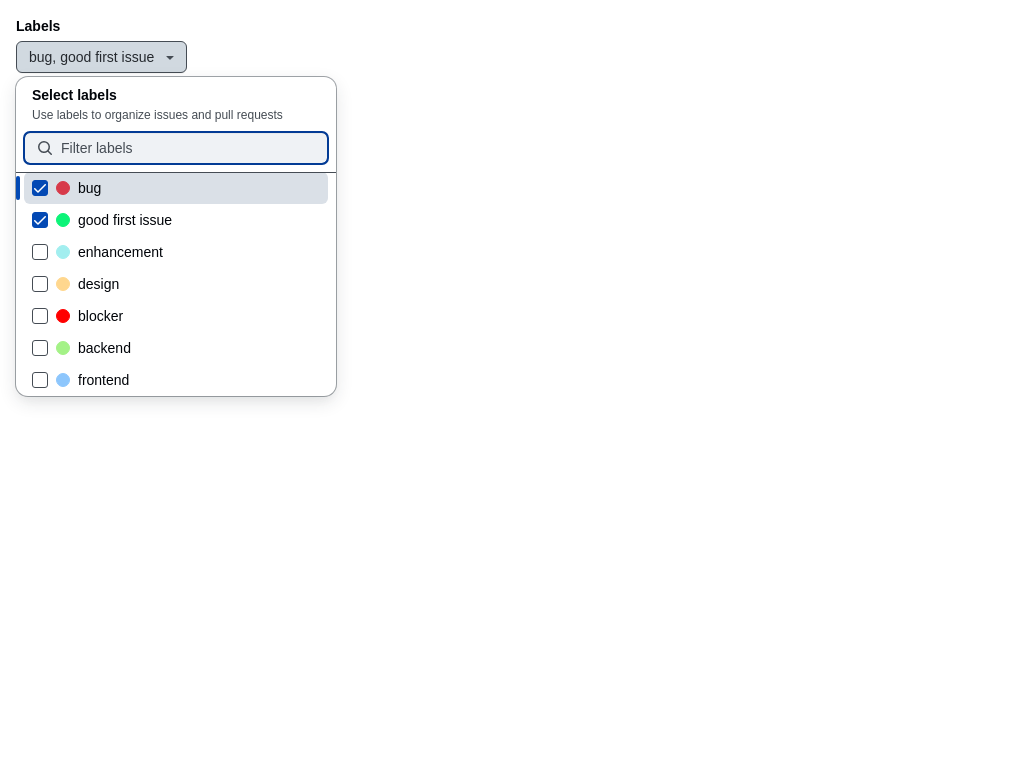 Labels
bug, good first issue
Select labels
Use labels to organize issues and pull requests
Filter labels
bug
good first issue
enhancement
design
blocker
backend
frontend